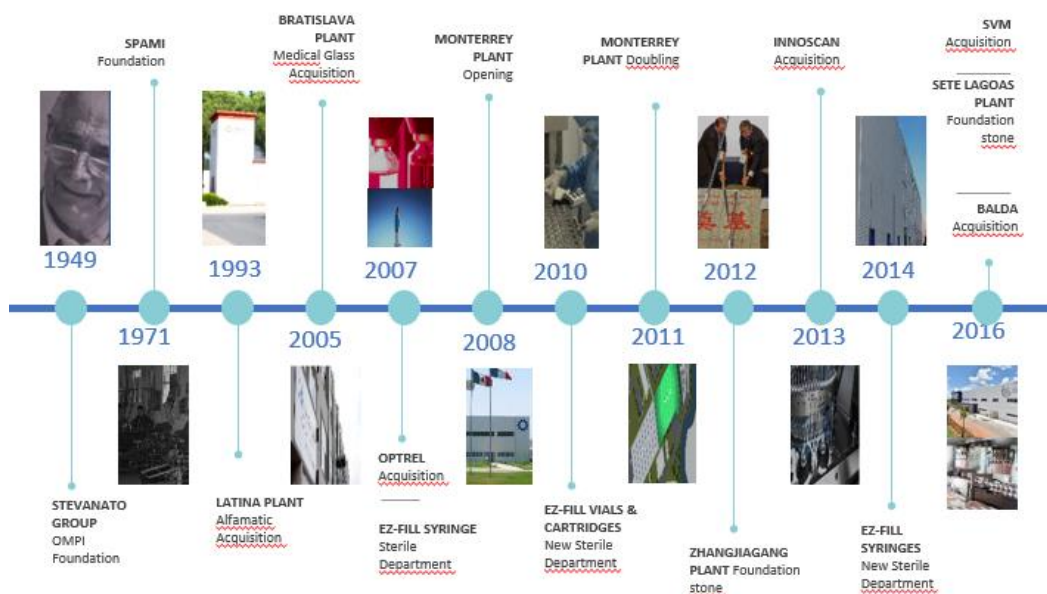 SPAMI
Foundation
BRATISLAVA
PLANT
Medical Glass
Acquisition
MONTERREY
PLANT
Opening
MONTERREY
PLANT Doubling
INNOSCAN
Acquisition
SVM
Acquisition
SETE LAGOAS
PLANT
Foundation
stone
BALDA
Acquisition
奠基
1949
1993
2007
2010
2012
2014
1971
2005
2008
2011
2013
2016
STEVANATO
GROUP
OMPI
Foundation
LATINA PLANT
Alfamatic
Acquisition
OPTREL
Acquisition
EZ-FILL SYRINGE
Sterile
Department
EZ-FILL VIALS &
CARTRIDGES
New Sterile
Department
ZHANGJIAGANG
PLANT Foundation
stone
EZ-FILL
SYRINGES
New Sterile
Department